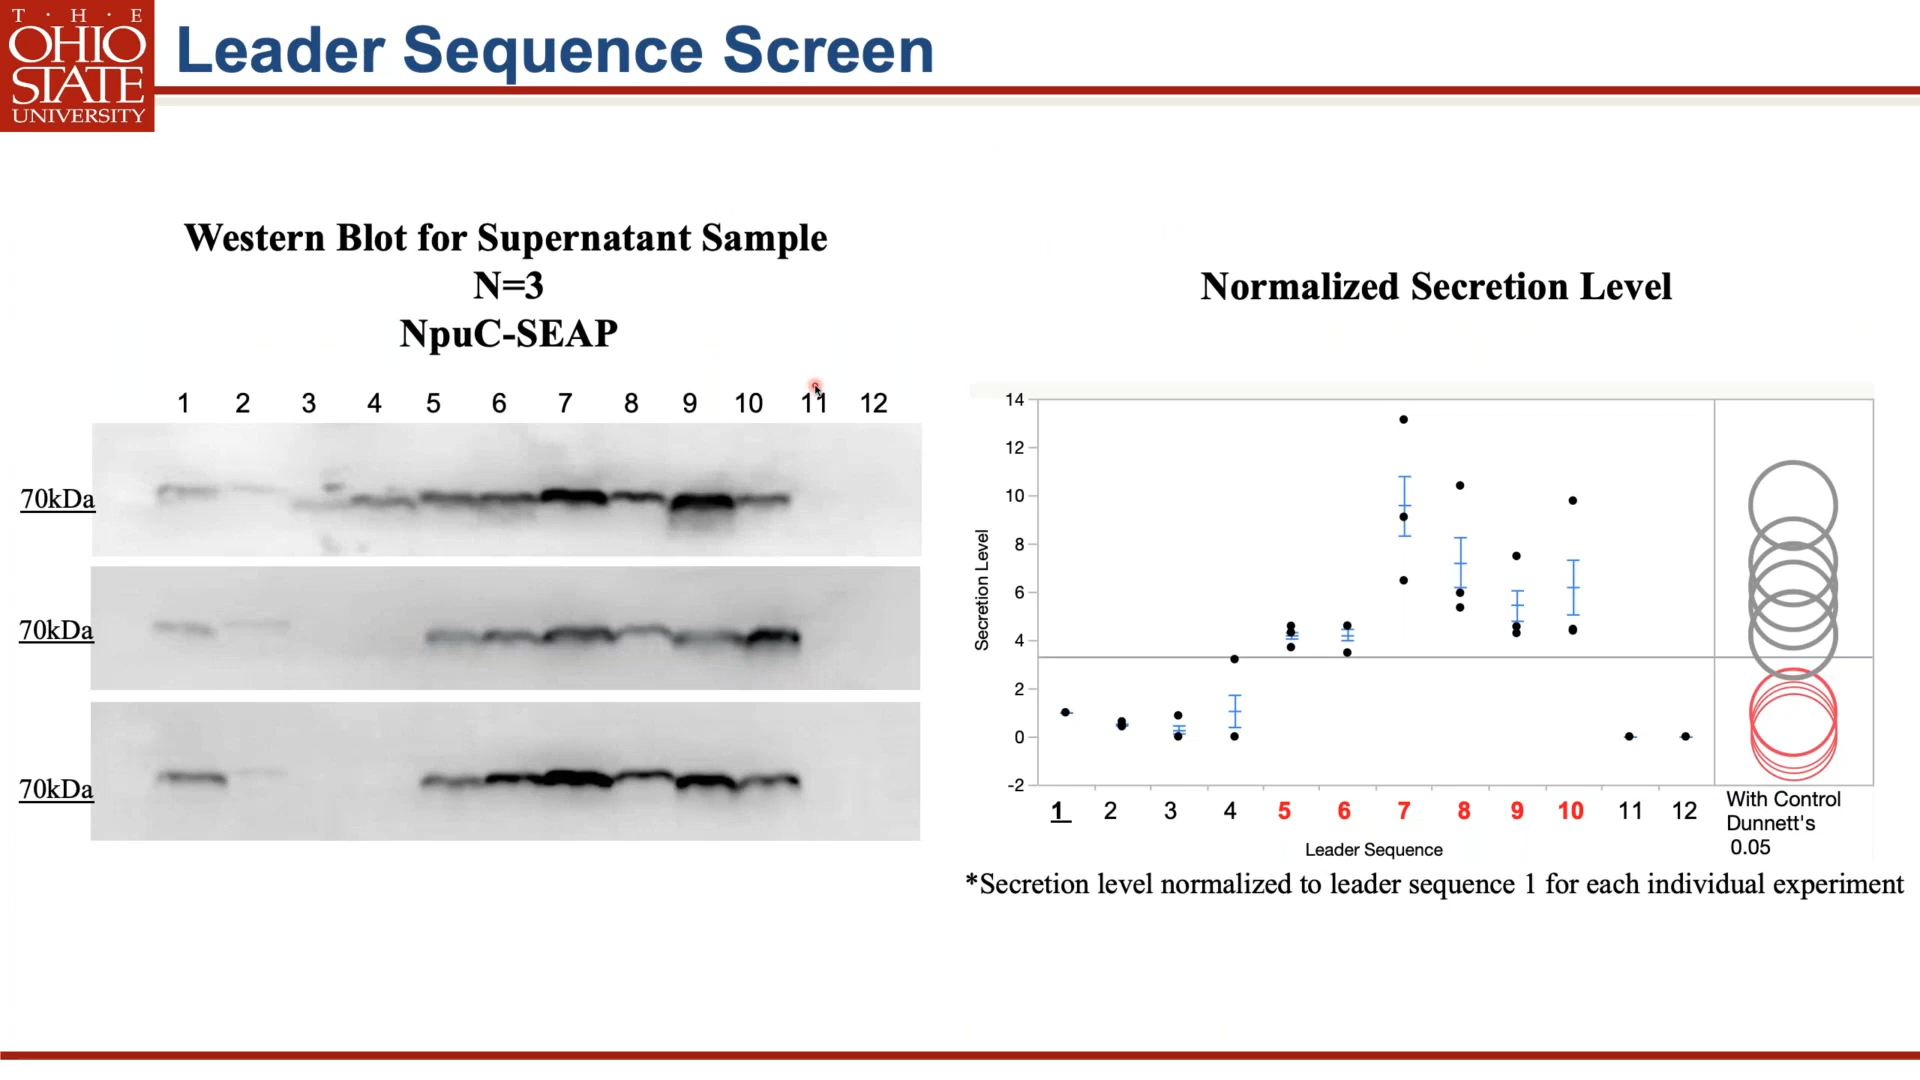 T · H · E
OHIO
STATE
UNIVERSITY
Leader Sequence Screen
Western Blot for Supernatant Sample
N=3
NpuC-SEAP
1 2 3 4 5 6 7 8 9 10 11 12
70kDa
70kDa
70kDa
Normalized Secretion Level
14
12
10
8
6
4
2
0
-2
Secretion Level
1 2 3 4 5 6 7 8 9 10 11 12
Leader Sequence
With Control
Dunnett's
0.05
*Secretion level normalized to leader sequence 1 for each individual experiment